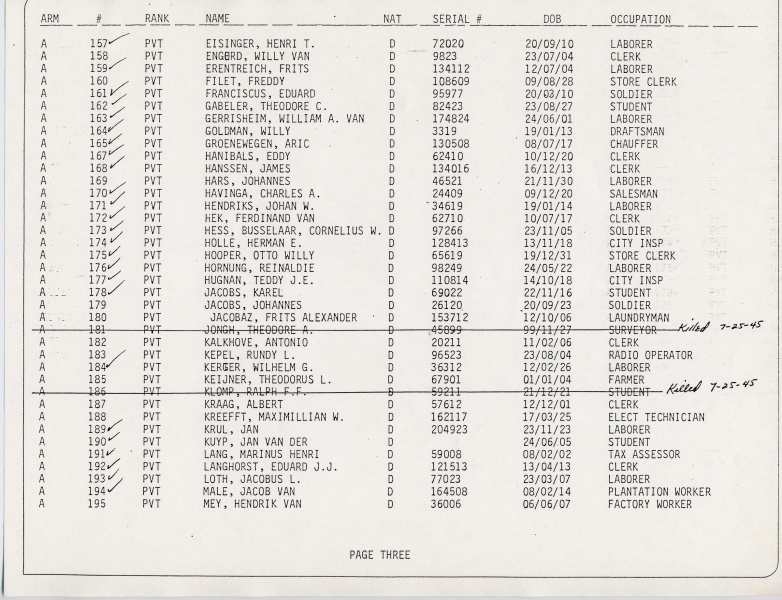 ARM # RANK NAME NAT SERIAL # DOB OCCUPATION
A 157 PVT EISINGER, HENRI T. D 72020 20/09/10 LABORER
A 158 PVT ENGBRD, WILLY VAN D 9823 23/07/04 CLERK
A 159 PVT ERENTREICH, FRITS D 134112 12/07/04 LABORER
A 160 PVT FILET, FREDDY D 108609 09/08/28 STORE CLERK
A 161 PVT FRANCISCUS, EDUARD D 95977 20/03/10 SOLDIER
A 162 PVT GABELER, THEODORE C. D 82423 23/08/27 STUDENT
A 163 PVT GERRISHEIM, WILLIAM A. VAN D 174824 24/06/01 LABORER
A 164 PVT GOLDMAN, WILLY D 3319 19/01/13 DRAFTSMAN
A 165 PVT GROENEWEGEN, ARIC D 130508 08/07/17 CHAUFFER
A 167 PVT HANIBALS, EDDY D 62410 10/12/20 CLERK
A 168 PVT HANSSEN, JAMES D 134016 16/12/13 CLERK
A 169 PVT HARS, JOHANNES D 46521 21/11/30 LABORER
A 170 PVT HAVINGA, CHARLES A. D 24409 09/12/20 SALESMAN
A 171 PVT HENDRIKS, JOHAN W. D 34619 19/01/14 LABORER
A 172 PVT HEK, FERDINAND VAN D 62710 10/07/17 CLERK
A 173 PVT HESS, BUSSELAAR, CORNELIUS W. D 97266 23/11/05 SOLDIER
A 174 PVT HOLLE, HERMAN E. D 128413 13/11/18 CITY INSP
A 175 PVT HOOPER, OTTO WILLY D 65619 19/12/31 STORE CLERK
A 176 PVT HORNUNG, REINALDIE D 98249 24/05/22 LABORER
A 177 PVT HUGNAN, TEDDY J.E. D 110814 14/10/18 CITY INSP
A 178 PVT JACOBS, KAREL D 69022 22/11/16 STUDENT
A 179 PVT JACOBS, JOHANNES D 26120 20/09/23 SOLDIER
A 180 PVT JACOBAZ, FRITS ALEXANDER D 153712 12/10/06 LAUNDRYMAN
A 181 PVT JONGH, THEODORE A. D 45899 99/11/27 SURVEYOR Killed 7-25-45
A 182 PVT KALKHOVE, ANTONIO D 20211 11/02/06 CLERK
A 183 PVT KEPEL, RUNDY L. D 96523 23/08/04 RADIO OPERATOR
A 184 PVT KERGER, WILHELM G. D 36312 12/02/26 LABORER
A 185 PVT KEIJNER, THEODORUS L. D 67901 01/01/04 FARMER
A 186 PVT KLOMP, RALPH F.F. D 59211 21/12/21 STUDENT Killed 7-25-45
A 187 PVT KRAAG, ALBERT D 57612 12/12/01 CLERK
A 188 PVT KREEFFT, MAXIMILLIAN W. D 162117 17/03/25 ELECT TECHNICIAN
A 189 PVT KRUL, JAN D 204923 23/11/23 LABORER
A 190 PVT KUYP, JAN VAN DER D 24/06/05 STUDENT
A 191 PVT LANG, MARINUS HENRI D 59008 08/02/02 TAX ASSESSOR
A 192 PVT LANGHORST, EDUARD J.J. D 121513 13/04/13 CLERK
A 193 PVT LOTH, JACOBUS L. D 77023 23/03/07 LABORER
A 194 PVT MALE, JACOB VAN D 164508 08/02/14 PLANTATION WORKER
A 195 PVT MEY, HENDRIK VAN D 36006 06/06/07 FACTORY WORKER
PAGE THREE